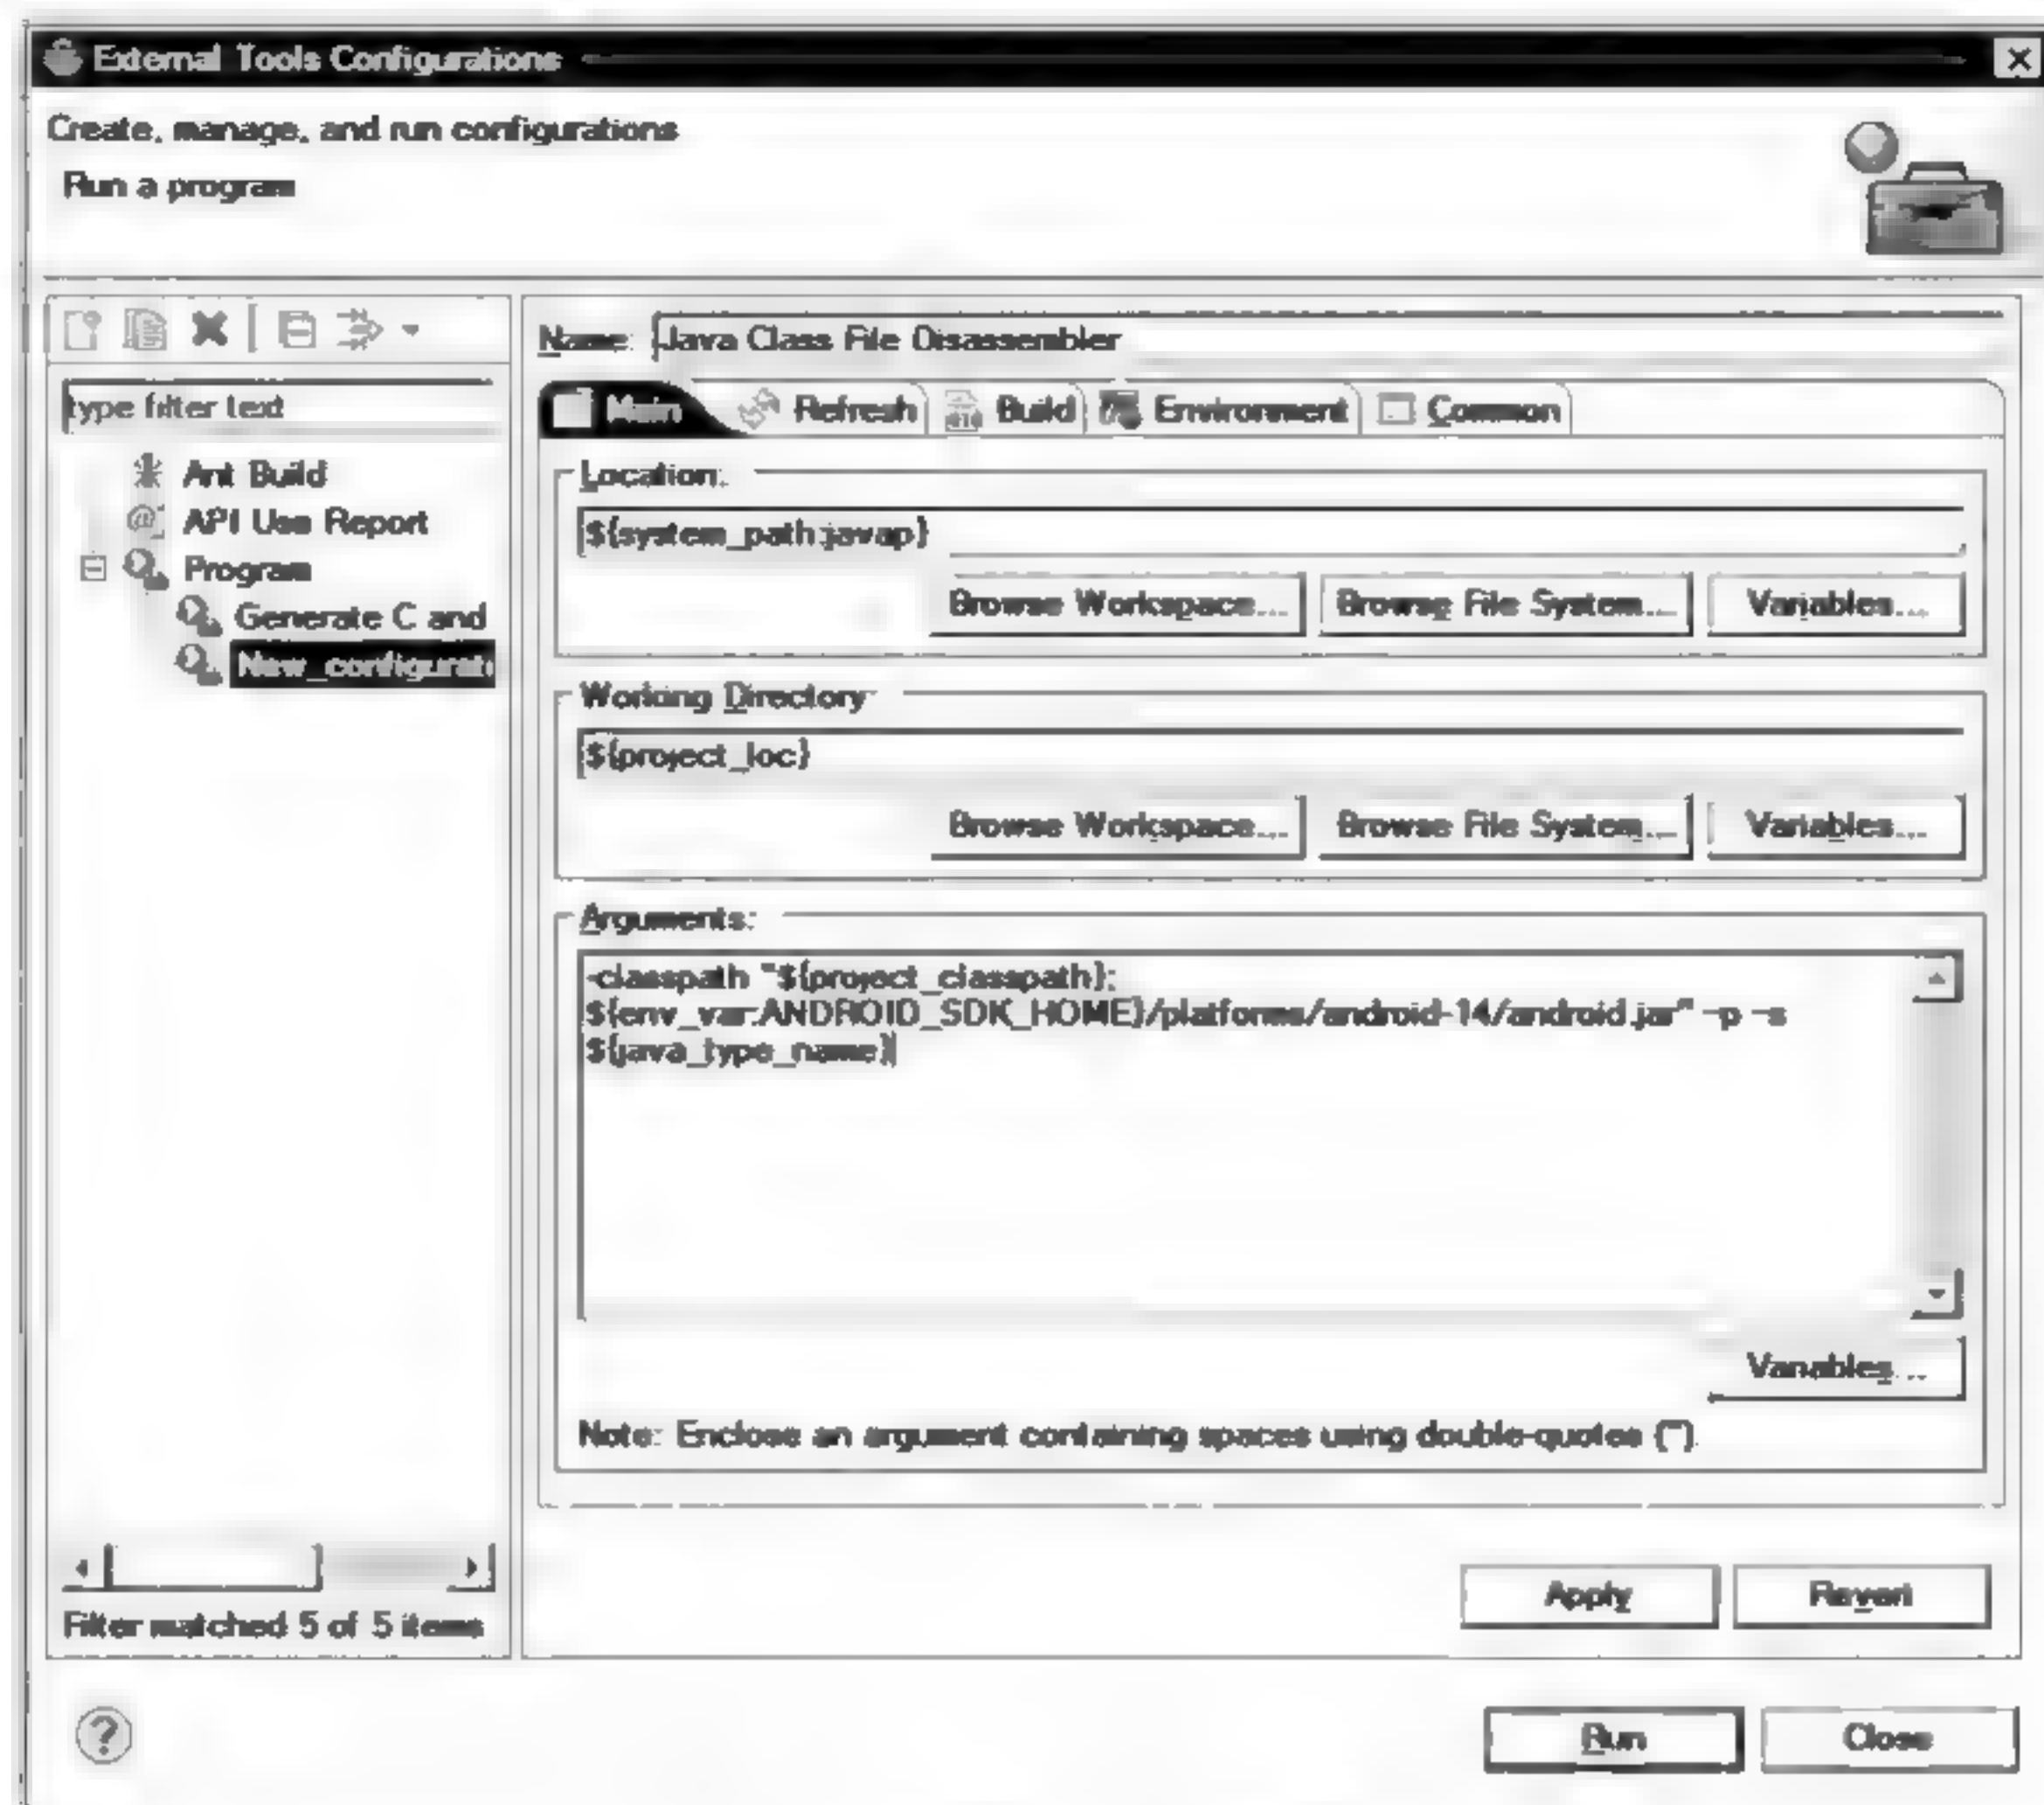 External Tools Configurations
Create, manage, and run configurations
Run a program
Name: Java Class File Disassembler
type filter text
Main Refresh Build Environment Common
Ant Build
API Use Report
Program
Generate C and
New_configurati
Location:
${system_path:javap}
Browse Workspace... Browse File System... Variables...
Working Directory:
${project_loc}
Browse Workspace... Browse File System... Variables...
Arguments:
-classpath "${project_classpath};
${env_var:ANDROID_SDK_HOME}/platforms/android-14/android.jar" -p -s
${java_type_name}
Variables...
Note: Enclose an argument containing spaces using double-quotes (").
Filter matched 5 of 5 items
Apply Revert
Run Close